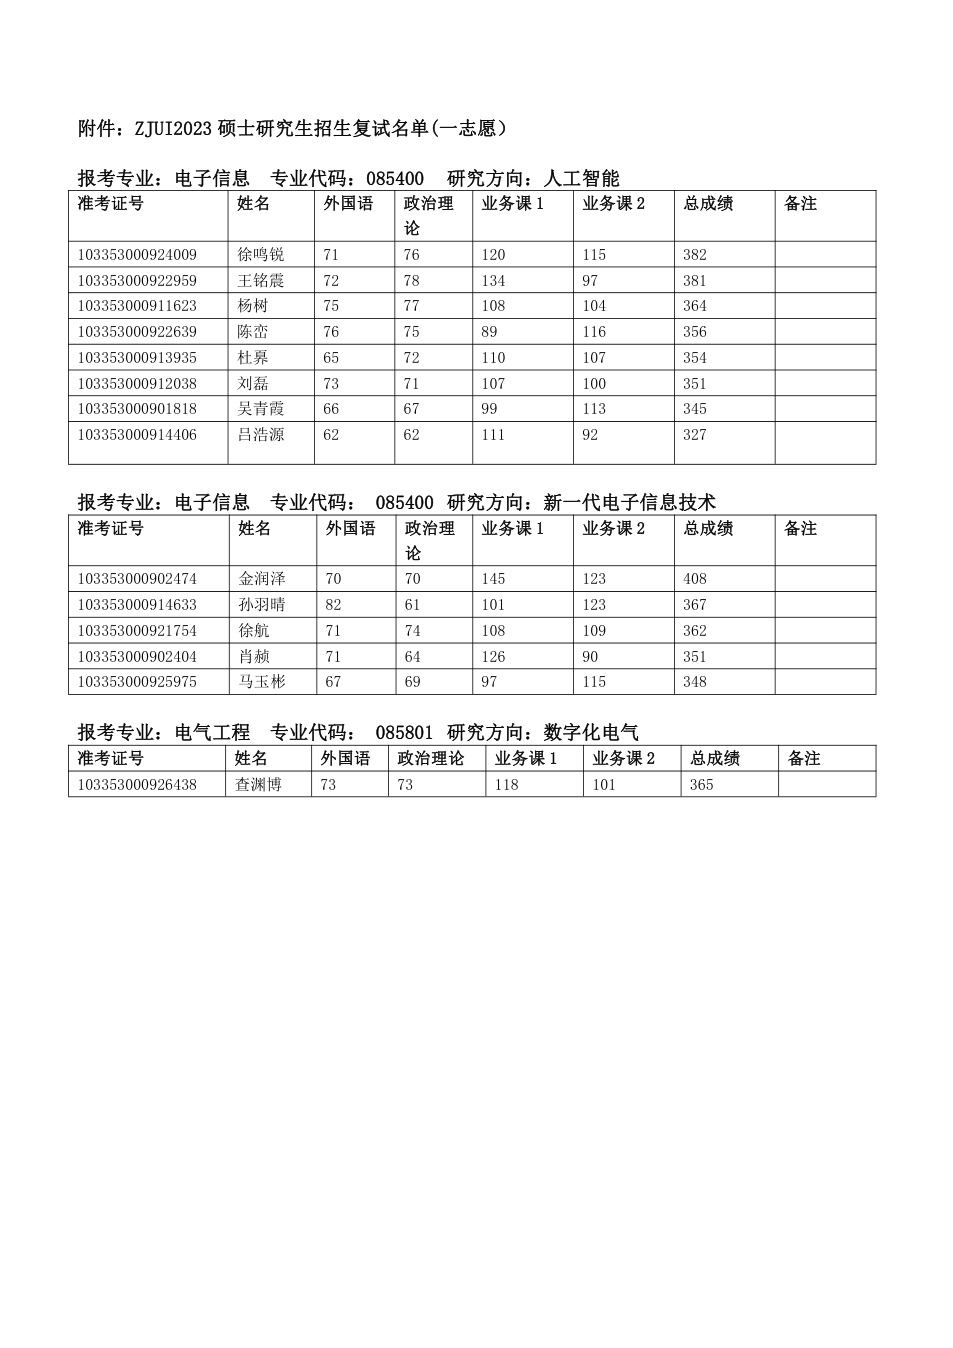 附件：ZJUI2023 硕士研究生招生复试名单(一志愿）
报考专业：电子信息 专业代码：085400 研究方向：人工智能
准考证号 姓名 外国语 政治理论 业务课 1 业务课 2 总成绩 备注
103353000924009 徐鸣锐 71 76 120 115 382
103353000922959 王铭震 72 78 134 97 381
103353000911623 杨树 75 77 108 104 364
103353000922639 陈峦 76 75 89 116 356
103353000913935 杜 65 72 110 107 354
103353000912038 刘磊 73 71 107 100 351
103353000901818 吴青霞 66 67 99 113 345
103353000914406 吕浩源 62 62 111 92 327
报考专业：电子信息 专业代码： 085400 研究方向：新一代电子信息技术
准考证号 姓名 外国语 政治理论 业务课 1 业务课 2 总成绩 备注
103353000902474 金润泽 70 70 145 123 408
103353000914633 孙羽晴 82 61 101 123 367
103353000921754 徐航 71 74 108 109 362
103353000902404 肖赪 71 64 126 90 351
103353000925975 马玉彬 67 69 97 115 348
报考专业：电气工程 专业代码： 085801 研究方向：数字化电气
准考证号 姓名 外国语 政治理论 业务课 1 业务课 2 总成绩 备注
103353000926438 查渊博 73 73 118 101 365